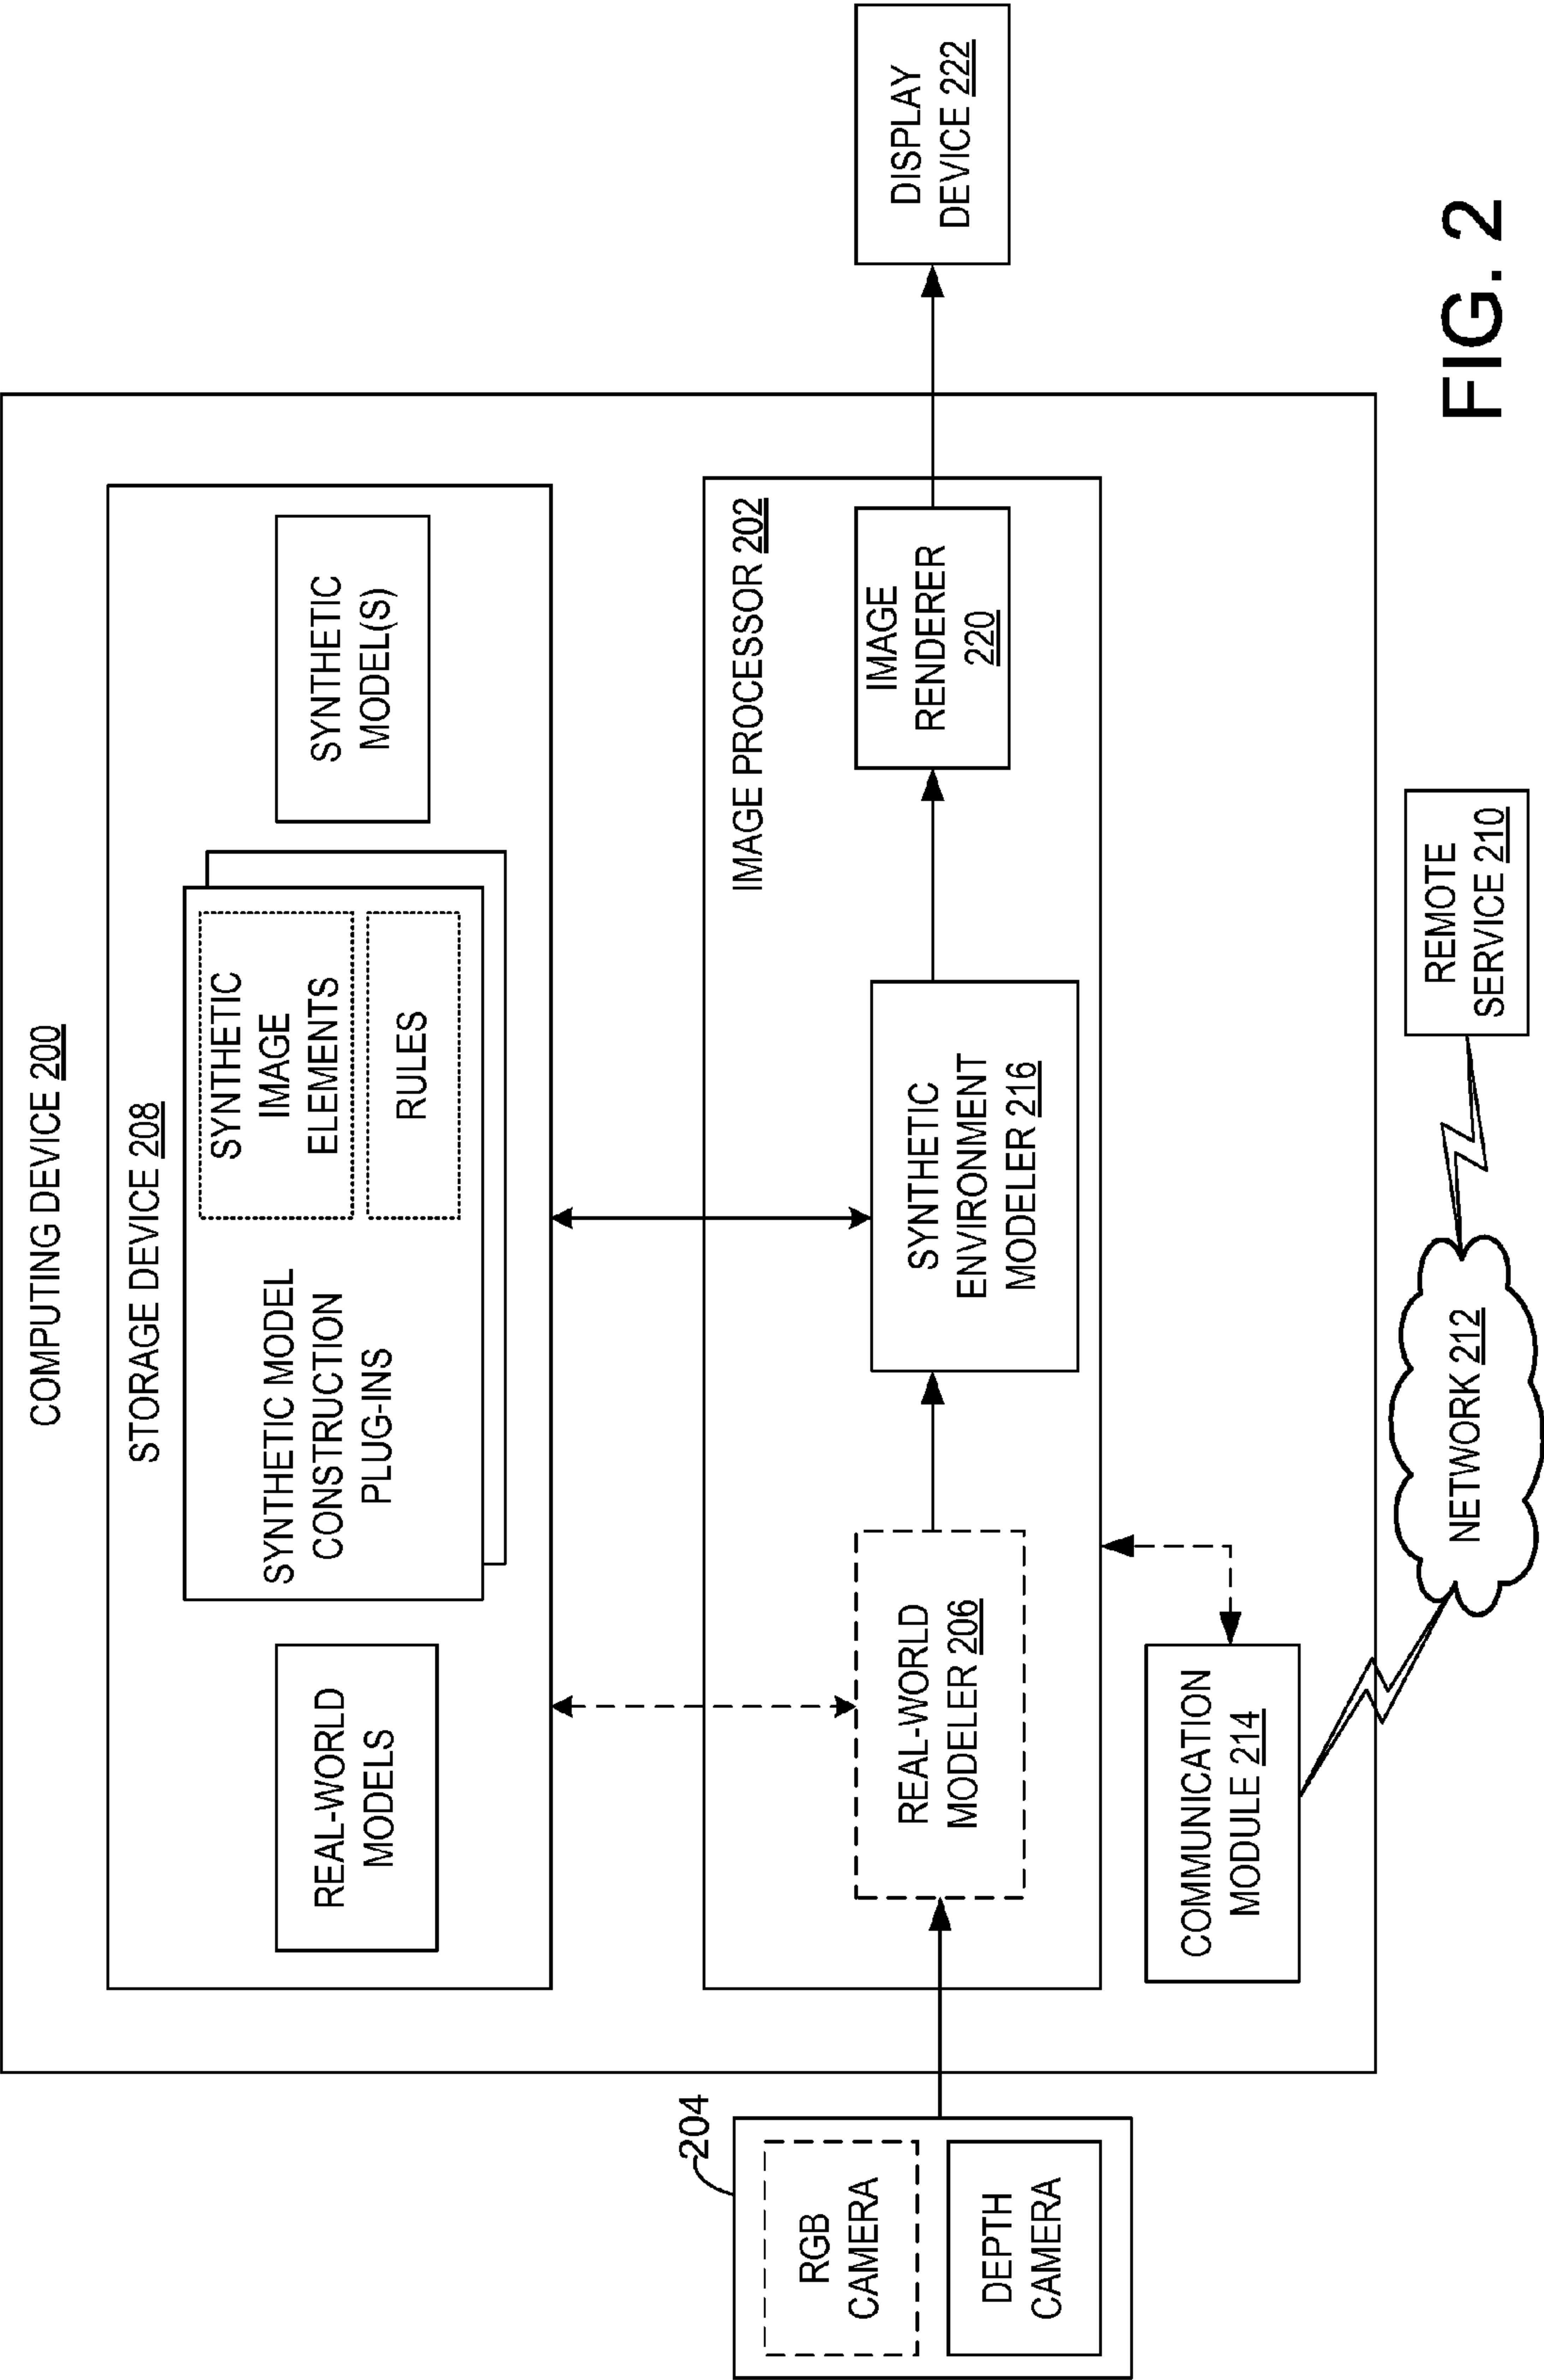 COMPUTING DEVICE 200
STORAGE DEVICE 208
REAL-WORLD
MODELS
SYNTHETIC MODEL
CONSTRUCTION
PLUG-INS
SYNTHETIC
IMAGE
ELEMENTS
RULES
SYNTHETIC
MODEL(S)
IMAGE PROCESSOR 202
204
RGB
CAMERA
DEPTH
CAMERA
REAL-WORLD
MODELER 206
SYNTHETIC
ENVIRONMENT
MODELER 216
IMAGE
RENDERER
220
DISPLAY
DEVICE 222
COMMUNICATION
MODULE 214
NETWORK 212
REMOTE
SERVICE 210
FIG. 2